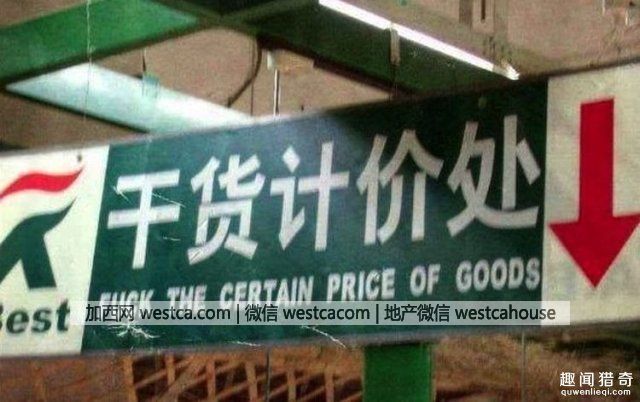 干货计价处
FUCK THE CERTAIN PRICE OF GOODS
Best
加西网 westca.com | 微信 westcacom | 地产微信 westcahouse
趣闻猎奇
quwenlieqi.com